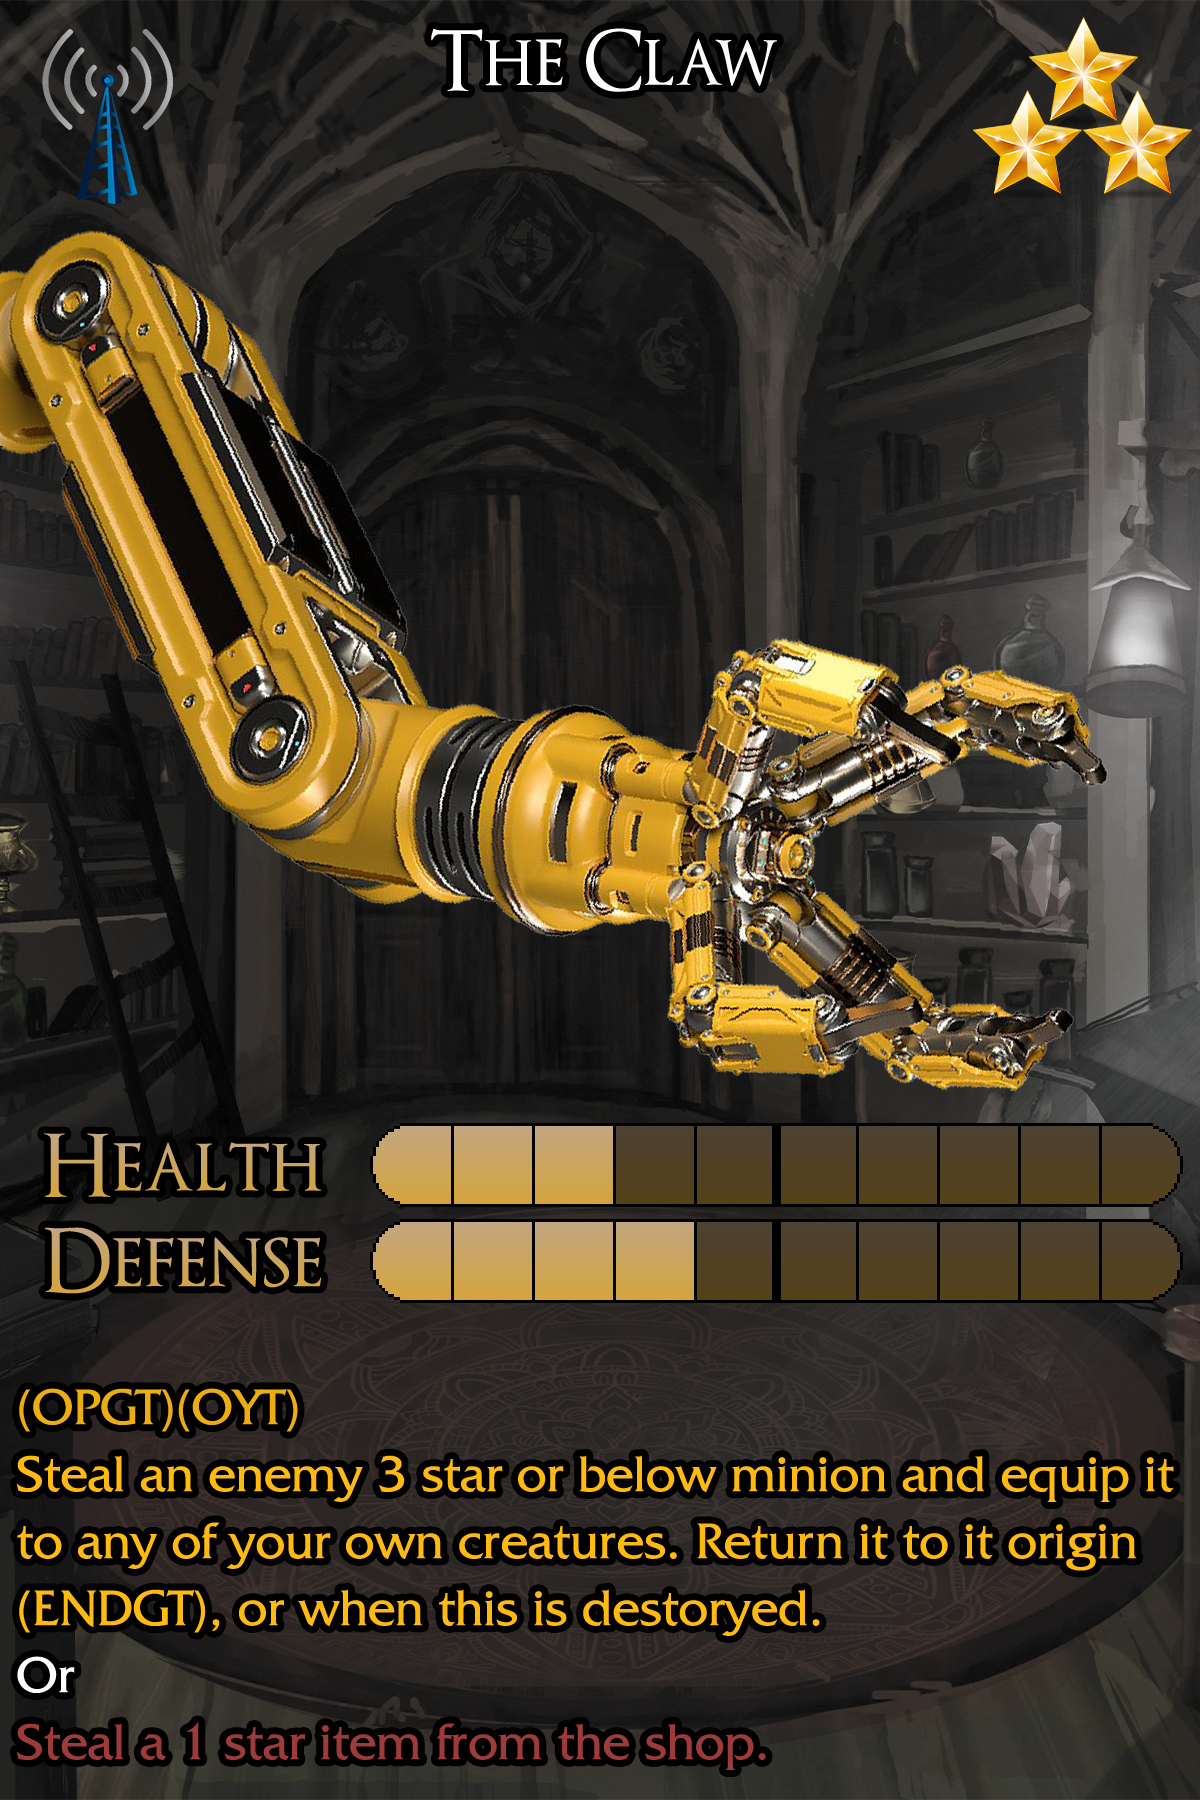 The Claw
Health
Defense
(OPGT)(OYT)
Steal an enemy 3 star or below minion and equip it
to any of your own creatures. Return it to it origin
(ENDGT), or when this is destoryed.
Or
Steal a 1 star item from the shop.